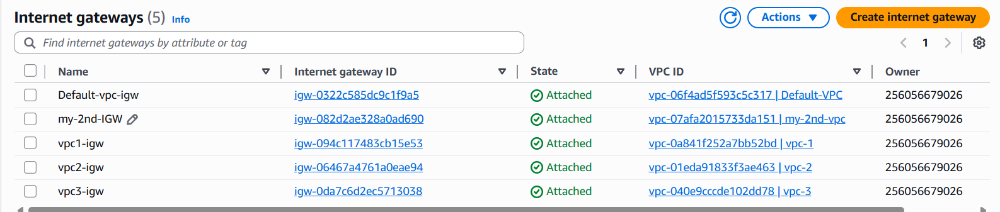 Internet gateways (5) Info
Actions
Create internet gateway
Find internet gateways by attribute or tag
1
Name Internet gateway ID State VPC ID Owner
Default-vpc-igw igw-0322c585dc9c1f9a5 Attached vpc-06f4ad5f593c5c317 | Default-VPC 256056679026
my-2nd-IGW igw-082d2ae328a0ad690 Attached vpc-07afa2015733da151 | my-2nd-vpc 256056679026
vpc1-igw igw-094c117483cb15e53 Attached vpc-0a841f252a7bb52bd | vpc-1 256056679026
vpc2-igw igw-06467a4761a0eae94 Attached vpc-01eda91833f3ae463 | vpc-2 256056679026
vpc3-igw igw-0da7c6d2ec5713038 Attached vpc-040e9cccde102dd78 | vpc-3 256056679026